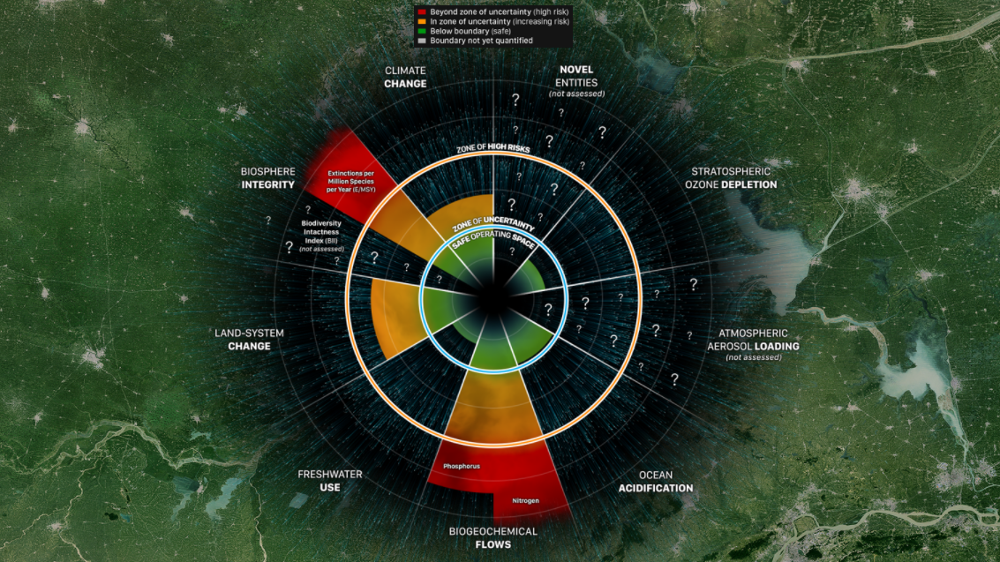 Beyond zone of uncertainty (high risk)
In zone of uncertainty (increasing risk)
Below boundary (safe)
Boundary not yet quantified
CLIMATE
CHANGE
NOVEL
ENTITIES
(not assessed)
?
?
?
?
?
?
ZONE OF HIGH RISKS
BIOSPHERE
INTEGRITY
Extinctions per
Million Species
per Year (E/MSY)
STRATOSPHERIC
OZONE DEPLETION
?
?
?
?
ZONE OF UNCERTAINTY
SAFE OPERATING SPACE
?
?
?
Biodiversity
Intactness
Index (BII)
(not assessed)
?
?
?
?
?
?
?
?
?
?
?
LAND-SYSTEM
CHANGE
?
?
?
?
ATMOSPHERIC
AEROSOL LOADING
(not assessed)
?
?
FRESHWATER
USE
Phosphorus
Nitrogen
OCEAN
ACIDIFICATION
BIOGEOCHEMICAL
FLOWS